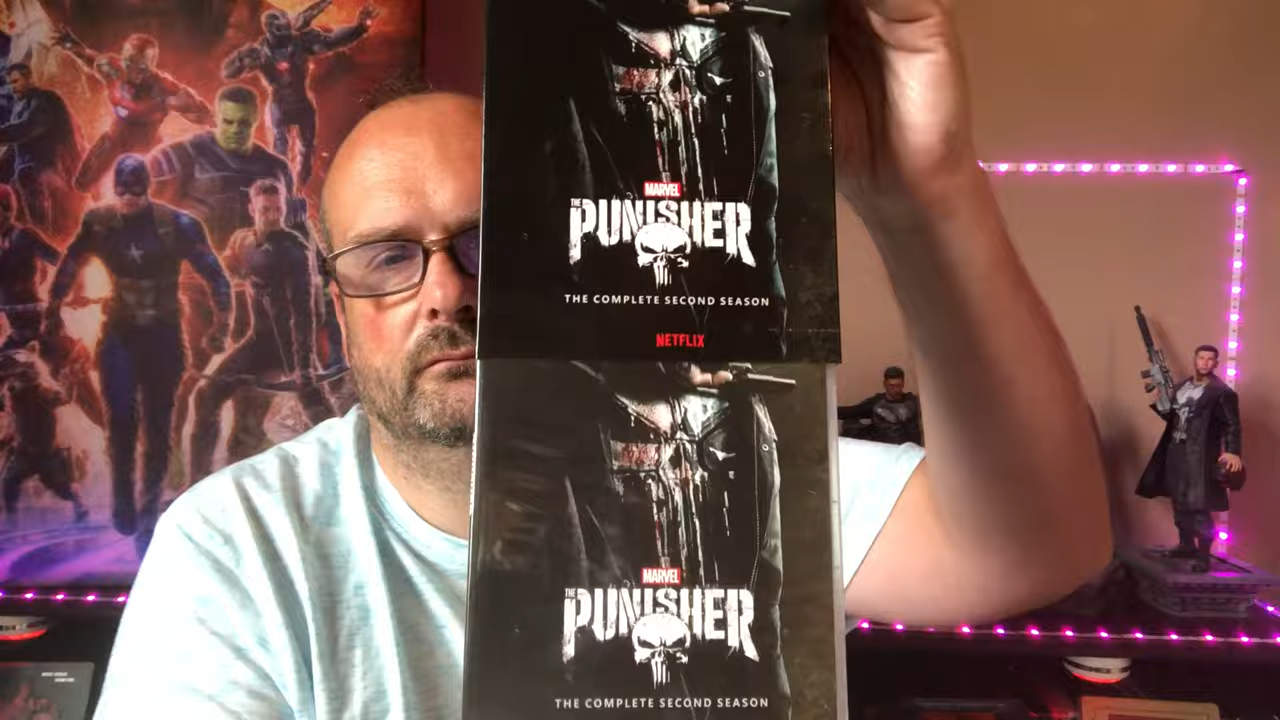 MARVEL
THE
PUNISHER
THE COMPLETE SECOND SEASON
NETFLIX
MARVEL
THE
PUNISHER
THE COMPLETE SECOND SEASON